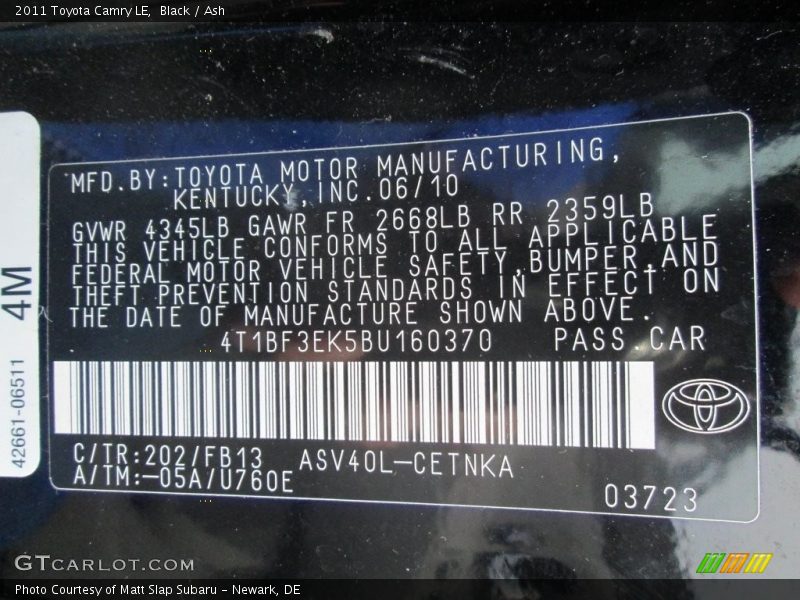 2011 Toyota Camry LE, Black / Ash
MFD.BY:TOYOTA MOTOR MANUFACTURING,
KENTUCKY,INC.06/10
GVWR 4345LB GAWR FR 2668LB RR 2359LB
THIS VEHICLE CONFORMS TO ALL APPLICABLE
FEDERAL MOTOR VEHICLE SAFETY,BUMPER,AND
THEFT PREVENTION STANDARDS IN EFFECT ON
THE DATE OF MANUFACTURE SHOWN ABOVE.
4T1BF3EK5BU160370 PASS.CAR
C/TR:202/FB13 ASV40L-CETNKA
A/TM:-05A/U760E
03723
42661-06511 4M
GTCARLOT.COM
Photo Courtesy of Matt Slap Subaru - Newark, DE